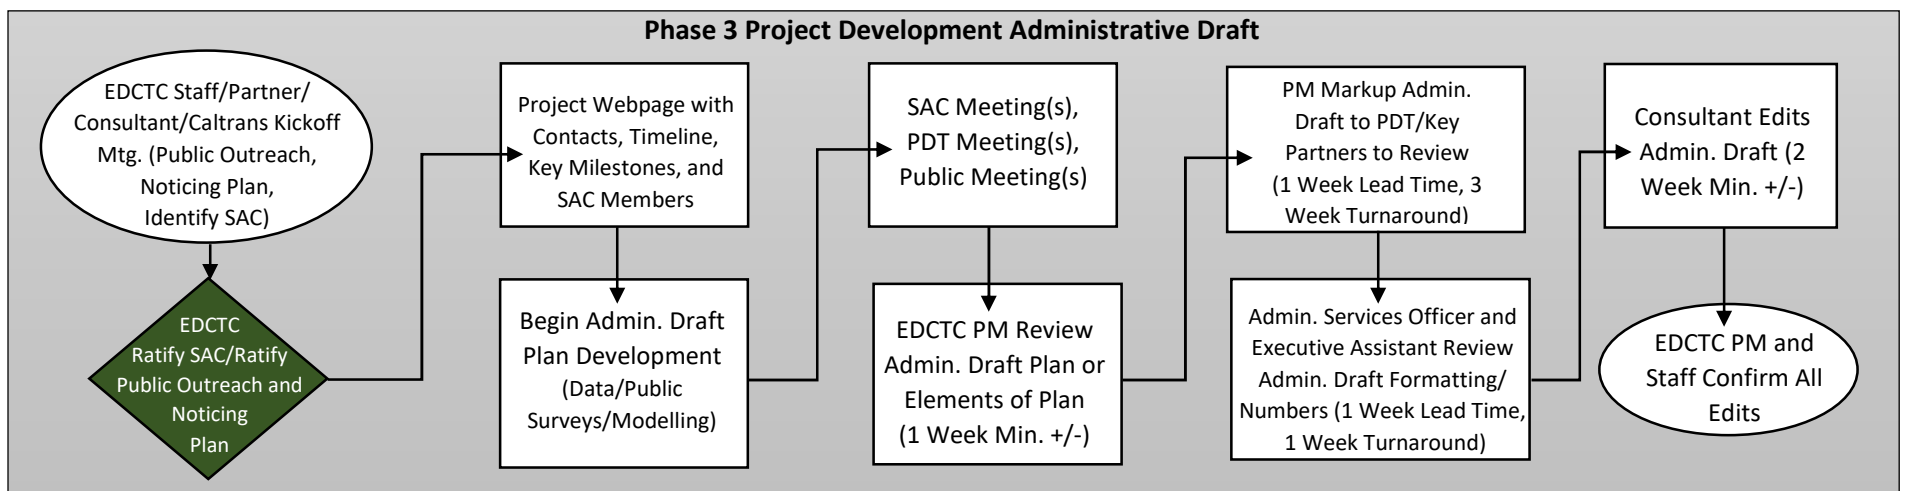 Phase 3 Project Development Administrative Draft
EDCTC Staff/Partner/
Consultant/Caltrans Kickoff
Mtg. (Public Outreach,
Noticing Plan,
Identify SAC)
EDCTC
Ratify SAC/Ratify
Public Outreach and
Noticing
Plan
Project Webpage with
Contacts, Timeline,
Key Milestones, and
SAC Members
Begin Admin. Draft
Plan Development
(Data/Public
Surveys/Modelling)
SAC Meeting(s),
PDT Meeting(s),
Public Meeting(s)
EDCTC PM Review
Admin. Draft Plan or
Elements of Plan
(1 Week Min. +/-)
PM Markup Admin.
Draft to PDT/Key
Partners to Review
(1 Week Lead Time, 3
Week Turnaround)
Admin. Services Officer and
Executive Assistant Review
Admin. Draft Formatting/
Numbers (1 Week Lead Time,
1 Week Turnaround)
Consultant Edits
Admin. Draft (2
Week Min. +/-)
EDCTC PM and
Staff Confirm All
Edits